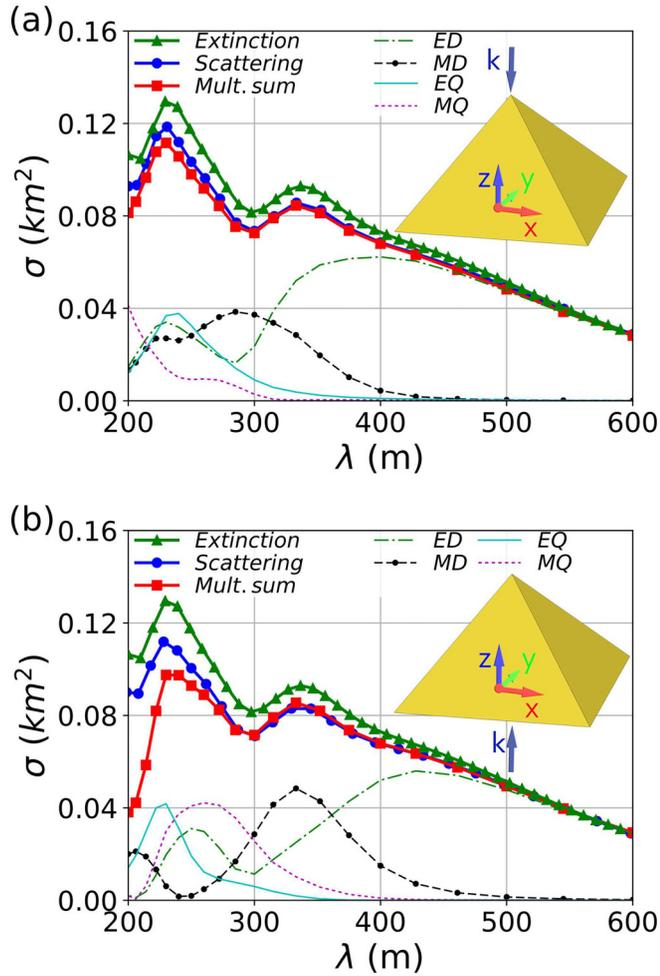 (a)
0.16
0.12
0.08
0.04
0.00
σ (km²)
Extinction
Scattering
Mult. sum
ED
MD
EQ
MQ
k
z
y
x
200 300 400 500 600
λ (m)
(b)
0.16
0.12
0.08
0.04
0.00
σ (km²)
Extinction
Scattering
Mult. sum
ED EQ
MD MQ
z
y
x
k
200 300 400 500 600
λ (m)